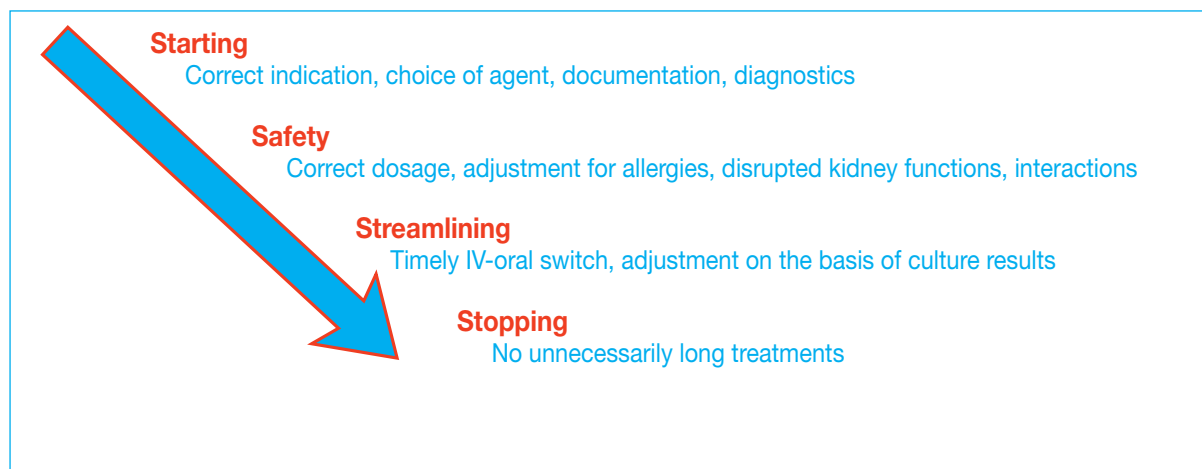 Starting
Correct indication, choice of agent, documentation, diagnostics
Safety
Correct dosage, adjustment for allergies, disrupted kidney functions, interactions
Streamlining
Timely IV-oral switch, adjustment on the basis of culture results
Stopping
No unnecessarily long treatments